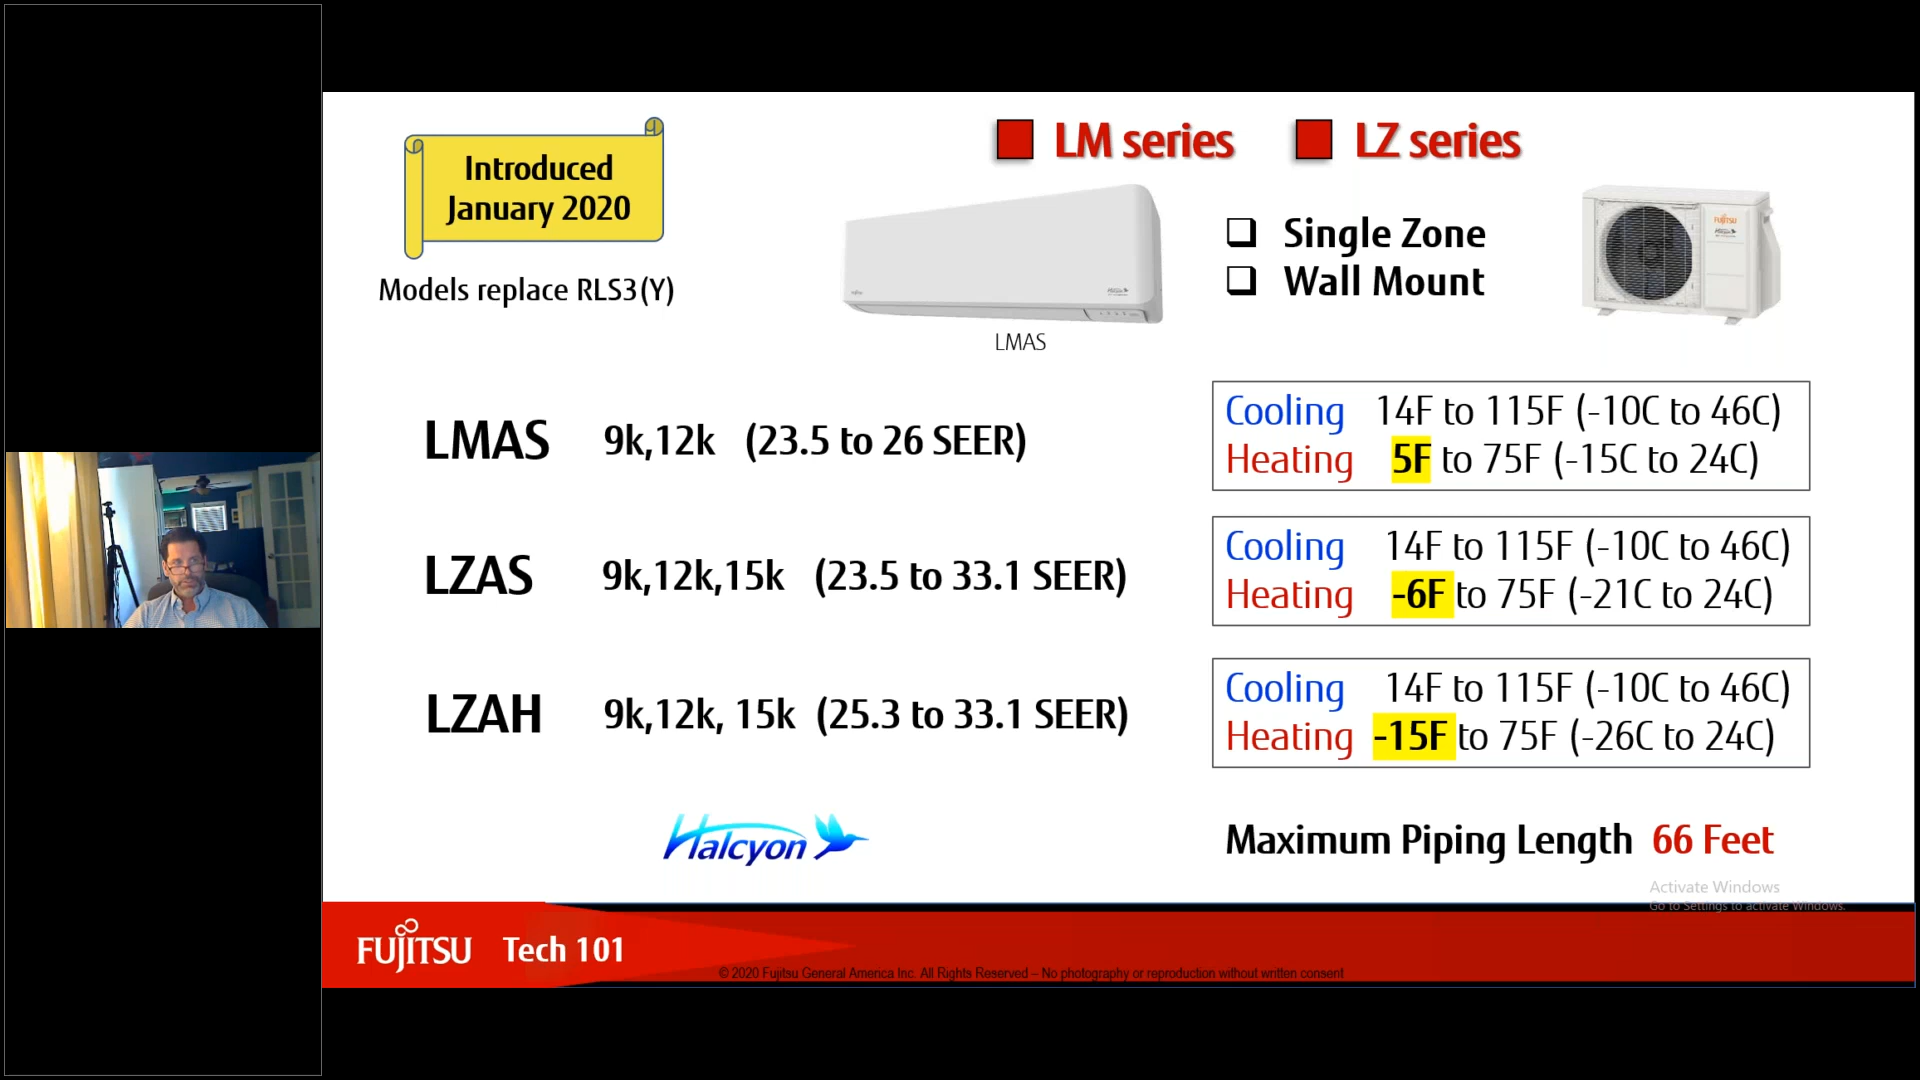 LM series LZ series
Introduced
January 2020
Models replace RLS3(Y)
LMAS
Single Zone
Wall Mount
FUJITSU
LMAS 9k,12k (23.5 to 26 SEER)
Cooling 14F to 115F (-10C to 46C)
Heating 5F to 75F (-15C to 24C)
LZAS 9k,12k,15k (23.5 to 33.1 SEER)
Cooling 14F to 115F (-10C to 46C)
Heating -6F to 75F (-21C to 24C)
LZAH 9k,12k, 15k (25.3 to 33.1 SEER)
Cooling 14F to 115F (-10C to 46C)
Heating -15F to 75F (-26C to 24C)
Halcyon
Maximum Piping Length 66 Feet
Activate Windows
Go to Settings to activate Windows.
FUJITSU Tech 101
© 2020 Fujitsu General America Inc. All Rights Reserved – No photography or reproduction without written consent